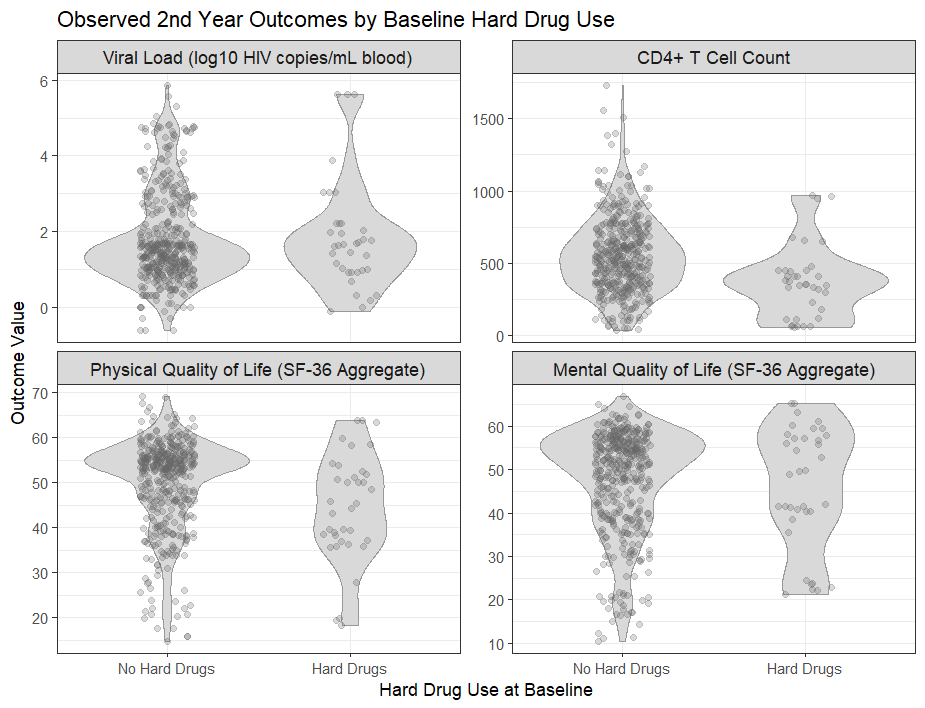 Observed 2nd Year Outcomes by Baseline Hard Drug Use
Viral Load (log10 HIV copies/mL blood)
6
4
2
0
CD4+ T Cell Count
1500
1000
500
0
Outcome Value
Physical Quality of Life (SF-36 Aggregate)
70
60
50
40
30
20
No Hard Drugs
Hard Drugs
Mental Quality of Life (SF-36 Aggregate)
60
50
40
30
20
10
No Hard Drugs
Hard Drugs
Hard Drug Use at Baseline